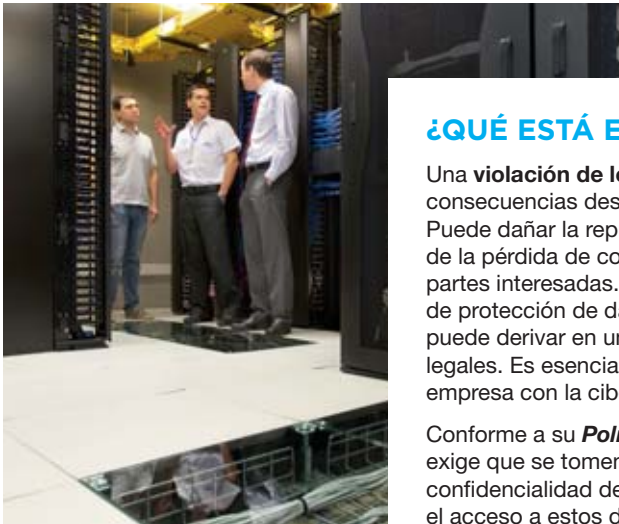 ¿QUÉ ESTÁ E
Una violación de l
consecuencias des
Puede dañar la rep
de la pérdida de co
partes interesadas.
de protección de da
puede derivar en un
legales. Es esencia
empresa con la cib
Conforme a su Poli
exige que se tomen
confidencialidad de
el acceso a estos d